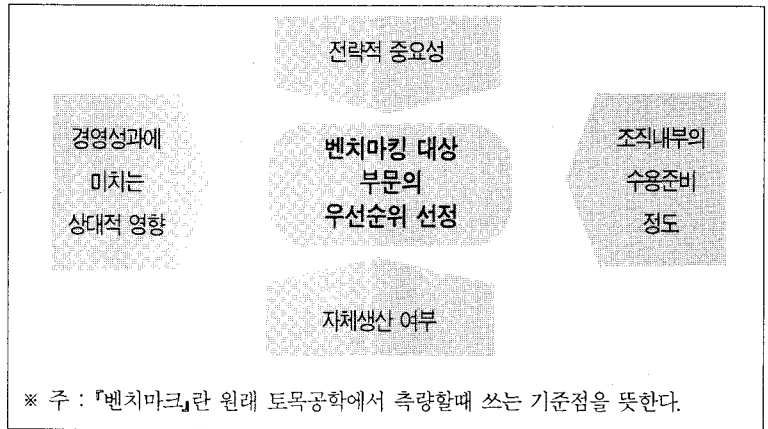 전략적 중요성
경영성과에
미치는
상대적 영향
벤치마킹 대상
부문의
우선순위 선정
조직내부의
수용준비
정도
자체생산 여부
※ 주 : 『벤치마크』란 원래 토목공학에서 측량할때 쓰는 기준점을 뜻한다.